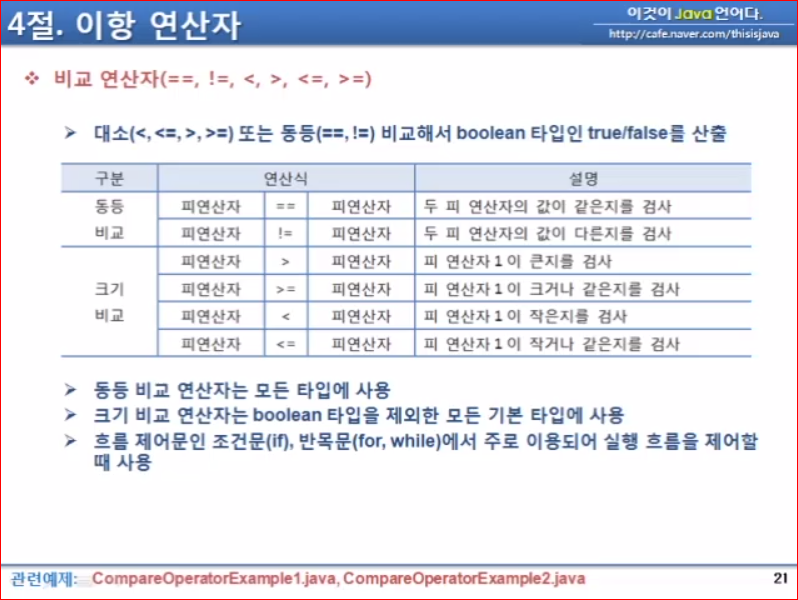 4절. 이항 연산자
이것이 Java 언어다.
http://cafe.naver.com/thisisjava
❖ 비교 연산자(==, !=, <, >, <=, >=)
➢ 대소(<, <=, >, >=) 또는 동등(==, !=) 비교해서 boolean 타입인 true/false를 산출
구분 연산식 설명
동등 비교
피연산자 == 피연산자 두 피 연산자의 값이 같은지를 검사
피연산자 != 피연산자 두 피 연산자의 값이 다른지를 검사
크기 비교
피연산자 > 피연산자 피 연산자 1 이 큰지를 검사
피연산자 >= 피연산자 피 연산자 1 이 크거나 같은지를 검사
피연산자 < 피연산자 피 연산자 1 이 작은지를 검사
피연산자 <= 피연산자 피 연산자 1 이 작거나 같은지를 검사
➢ 동등 비교 연산자는 모든 타입에 사용
➢ 크기 비교 연산자는 boolean 타입을 제외한 모든 기본 타입에 사용
➢ 흐름 제어문인 조건문(if), 반목문(for, while)에서 주로 이용되어 실행 흐름을 제어할
때 사용
관련예제: CompareOperatorExample1.java, CompareOperatorExample2.java
21